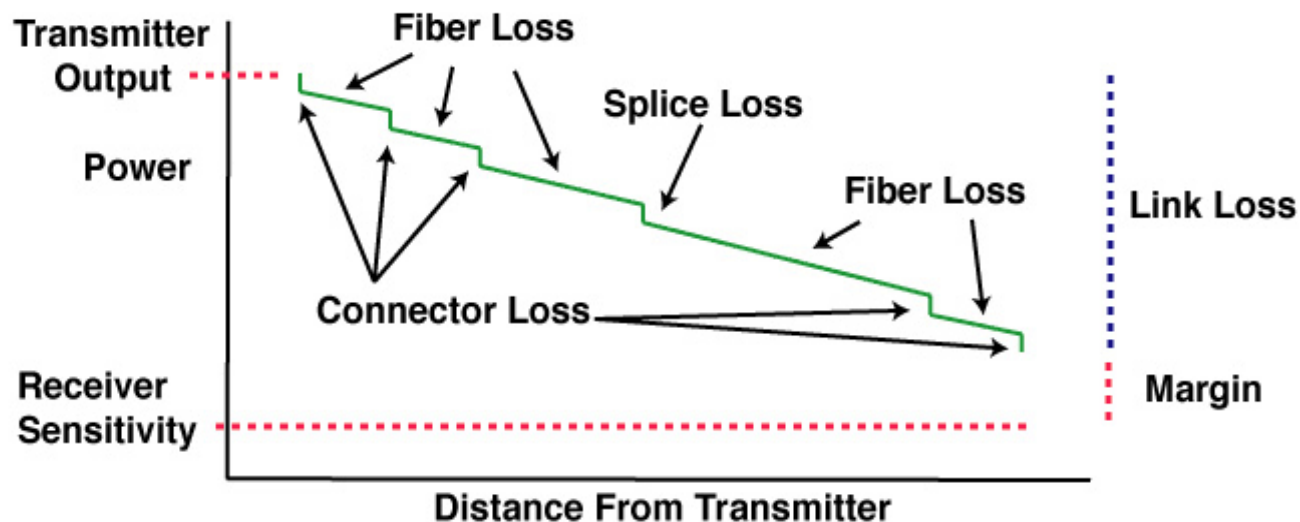 Transmitter
Output
Fiber Loss
Splice Loss
Power
Fiber Loss
Link Loss
Connector Loss
Receiver
Sensitivity
Margin
Distance From Transmitter